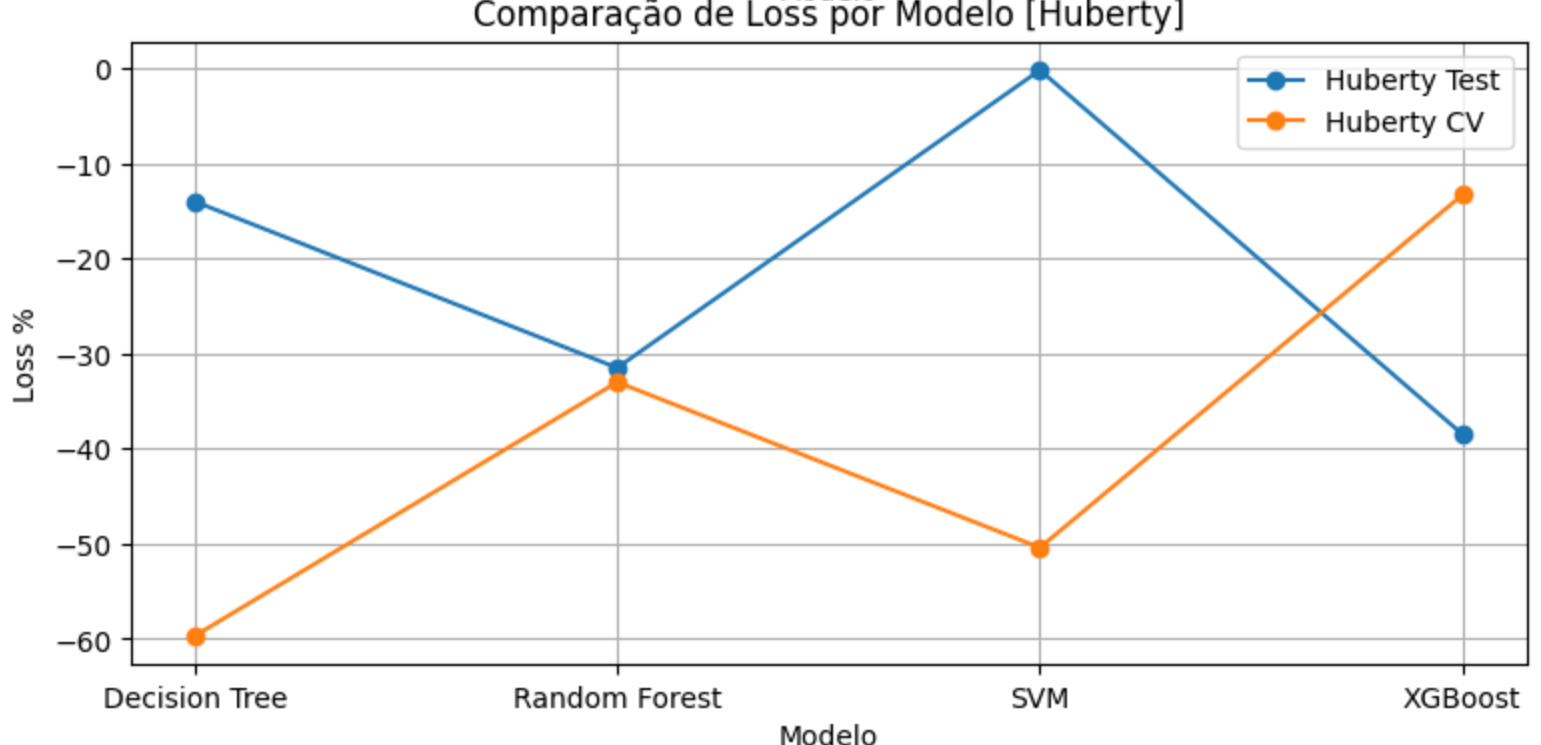 Comparação de Loss por Modelo [Huberty]
Huberty Test
Huberty CV
Loss %
0
−10
−20
−30
−40
−50
−60
Decision Tree
Random Forest
SVM
XGBoost
Modelo